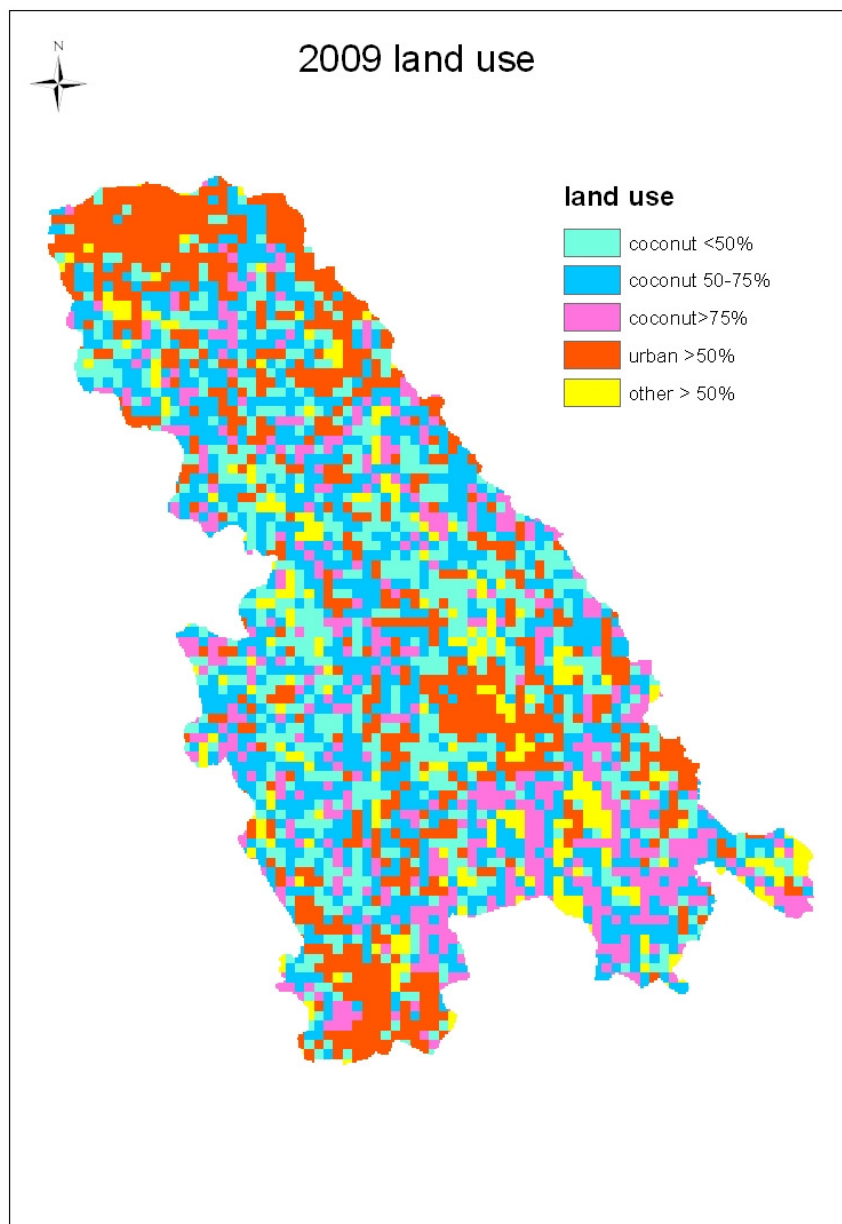 N
2009 land use
land use
coconut <50%
coconut 50-75%
coconut>75%
urban >50%
other > 50%